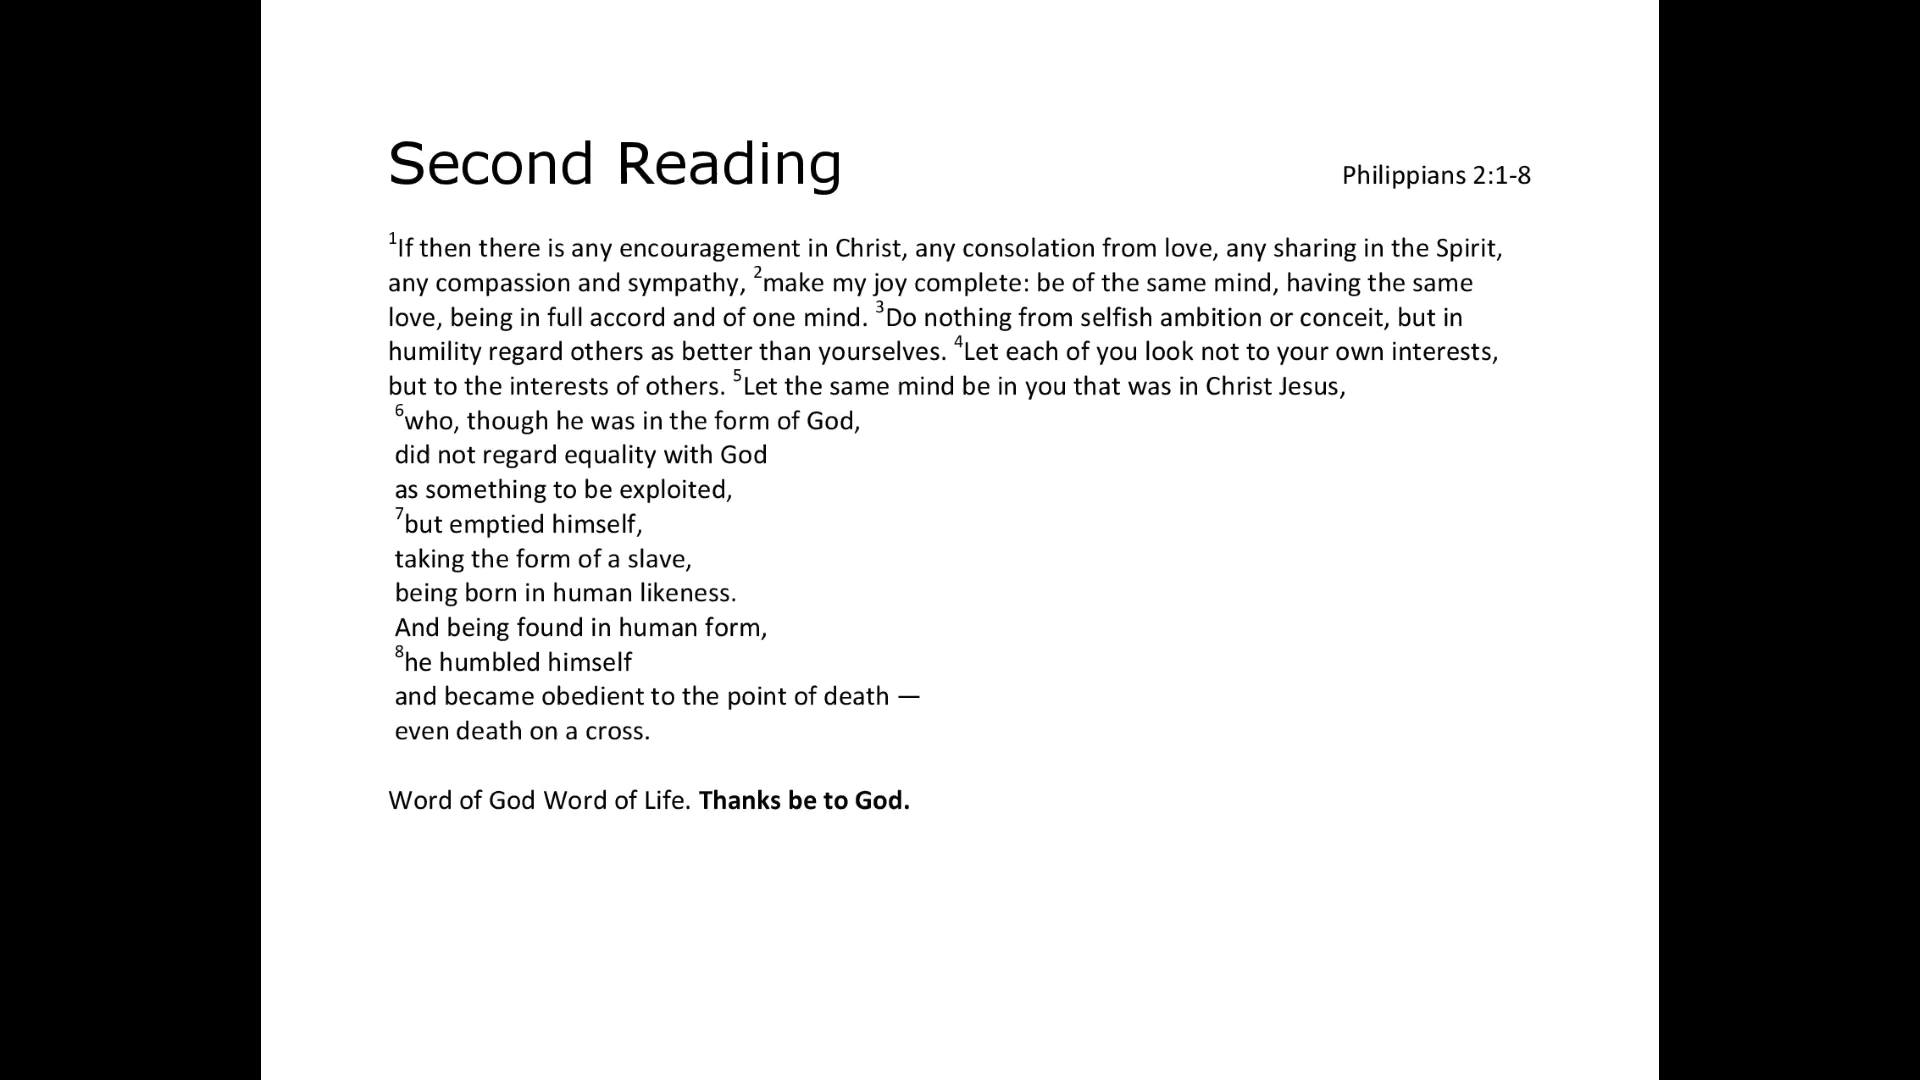 Second Reading Philippians 2:1-8
1If then there is any encouragement in Christ, any consolation from love, any sharing in the Spirit,
any compassion and sympathy, 2make my joy complete: be of the same mind, having the same
love, being in full accord and of one mind. 3Do nothing from selfish ambition or conceit, but in
humility regard others as better than yourselves. 4Let each of you look not to your own interests,
but to the interests of others. 5Let the same mind be in you that was in Christ Jesus,
6who, though he was in the form of God,
did not regard equality with God
as something to be exploited,
7but emptied himself,
taking the form of a slave,
being born in human likeness.
And being found in human form,
8he humbled himself
and became obedient to the point of death —
even death on a cross.
Word of God Word of Life. Thanks be to God.